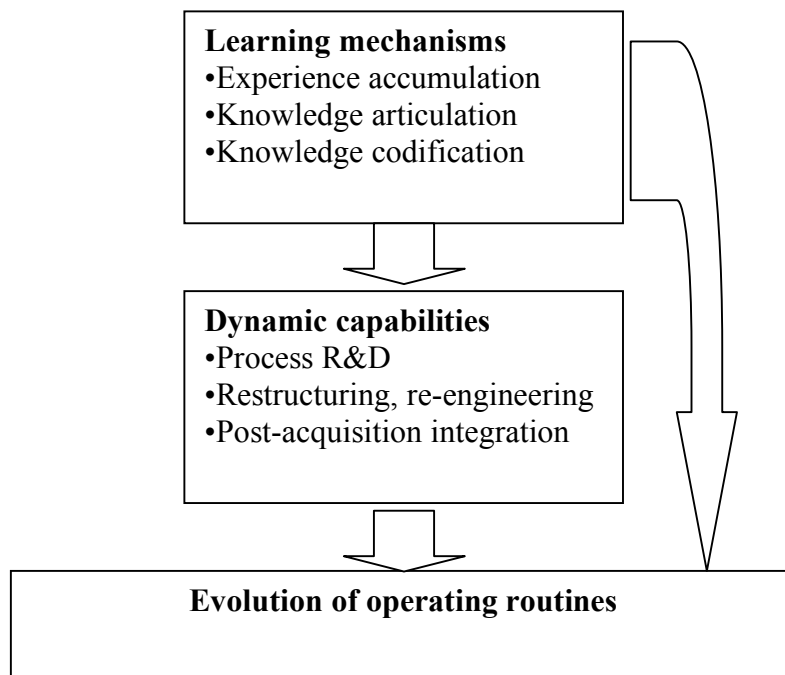 Learning mechanisms
•Experience accumulation
•Knowledge articulation
•Knowledge codification
Dynamic capabilities
•Process R&D
•Restructuring, re-engineering
•Post-acquisition integration
Evolution of operating routines